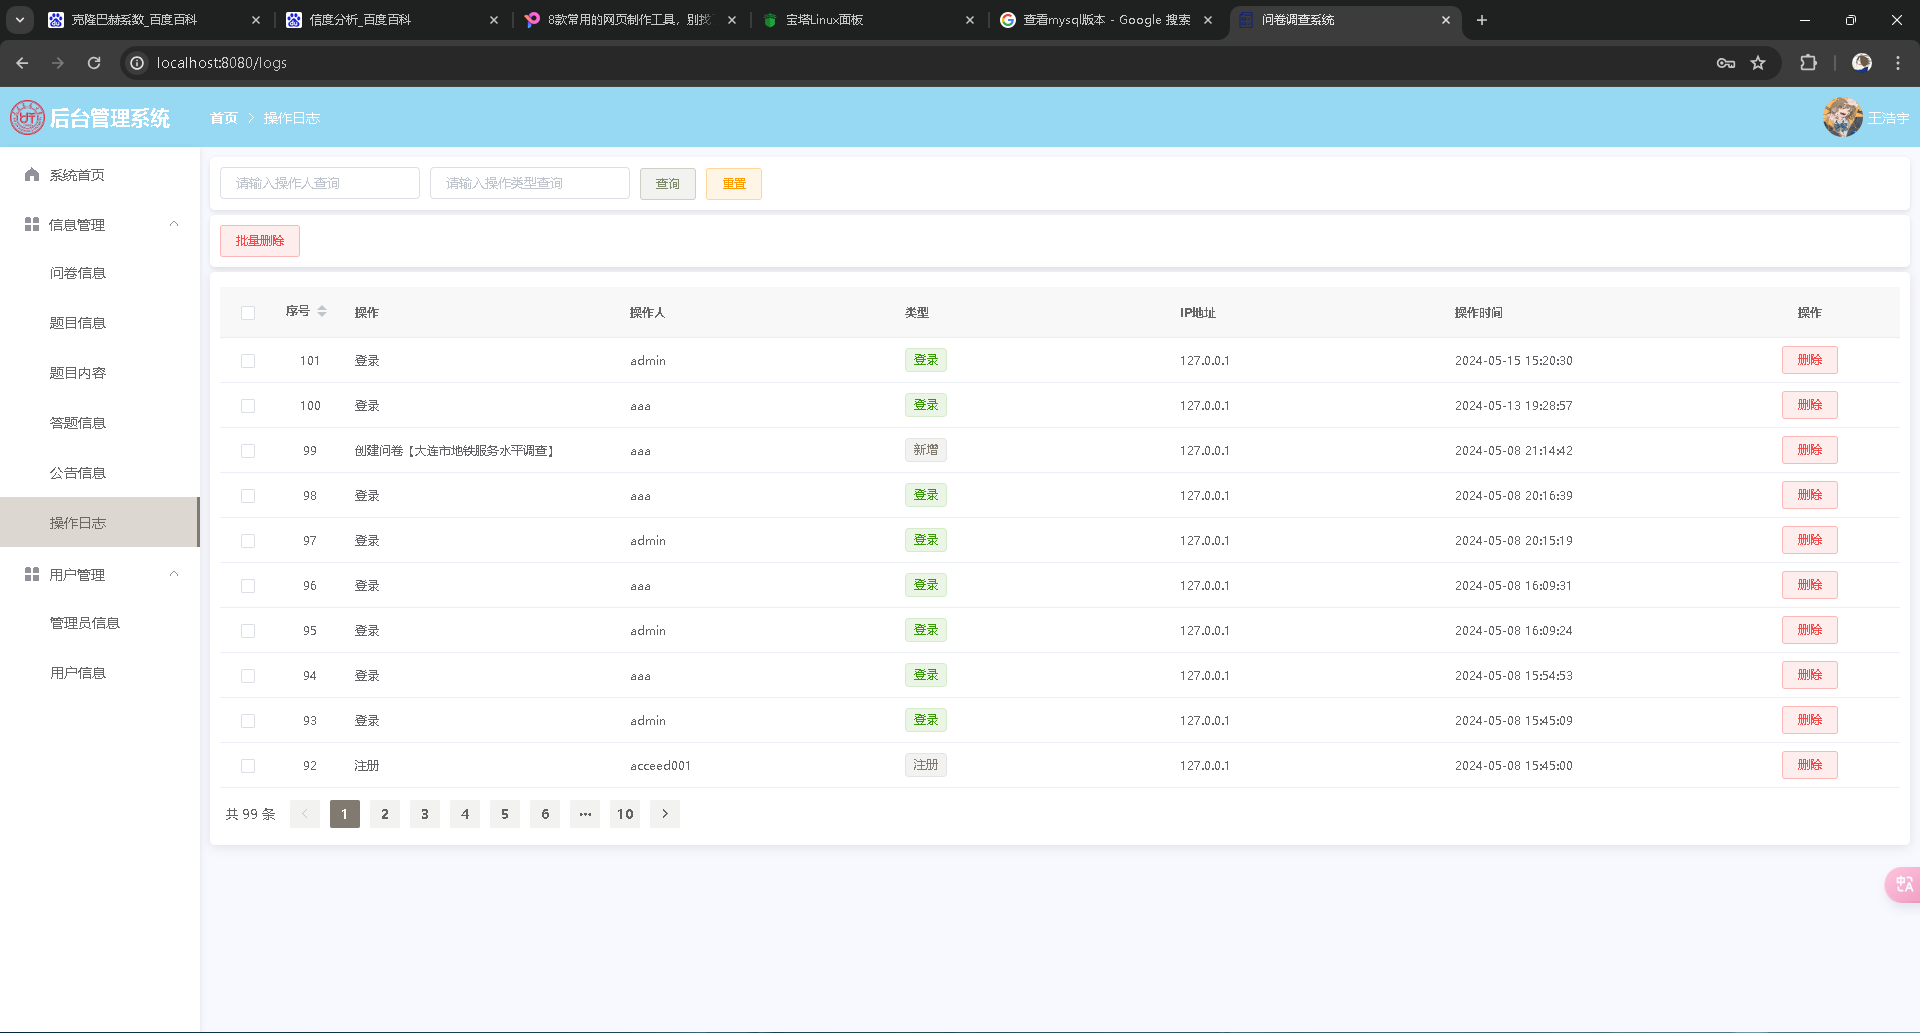 克隆巴赫系数_百度百科
信度分析_百度百科
8款常用的网页制作工具，别找
宝塔Linux面板
查看mysql版本 - Google 搜索
问卷调查系统
localhost:8080/logs
后台管理系统
首页 > 操作日志
王浩宇
系统首页
信息管理
问卷信息
题目信息
题目内容
答题信息
公告信息
操作日志
用户管理
管理员信息
用户信息
请输入操作人查询 请输入操作类型查询 查询 重置
批量删除
序号 操作 操作人 类型 IP地址 操作时间 操作
101 登录 admin 登录 127.0.0.1 2024-05-15 15:20:30 删除
100 登录 aaa 登录 127.0.0.1 2024-05-13 19:28:57 删除
99 创建问卷【大连市地铁服务水平调查】 aaa 新增 127.0.0.1 2024-05-08 21:14:42 删除
98 登录 aaa 登录 127.0.0.1 2024-05-08 20:16:39 删除
97 登录 admin 登录 127.0.0.1 2024-05-08 20:15:19 删除
96 登录 aaa 登录 127.0.0.1 2024-05-08 16:09:31 删除
95 登录 admin 登录 127.0.0.1 2024-05-08 16:09:24 删除
94 登录 aaa 登录 127.0.0.1 2024-05-08 15:54:53 删除
93 登录 admin 登录 127.0.0.1 2024-05-08 15:45:09 删除
92 注册 acceed001 注册 127.0.0.1 2024-05-08 15:45:00 删除
共 99 条 < 1 2 3 4 5 6 ··· 10 >